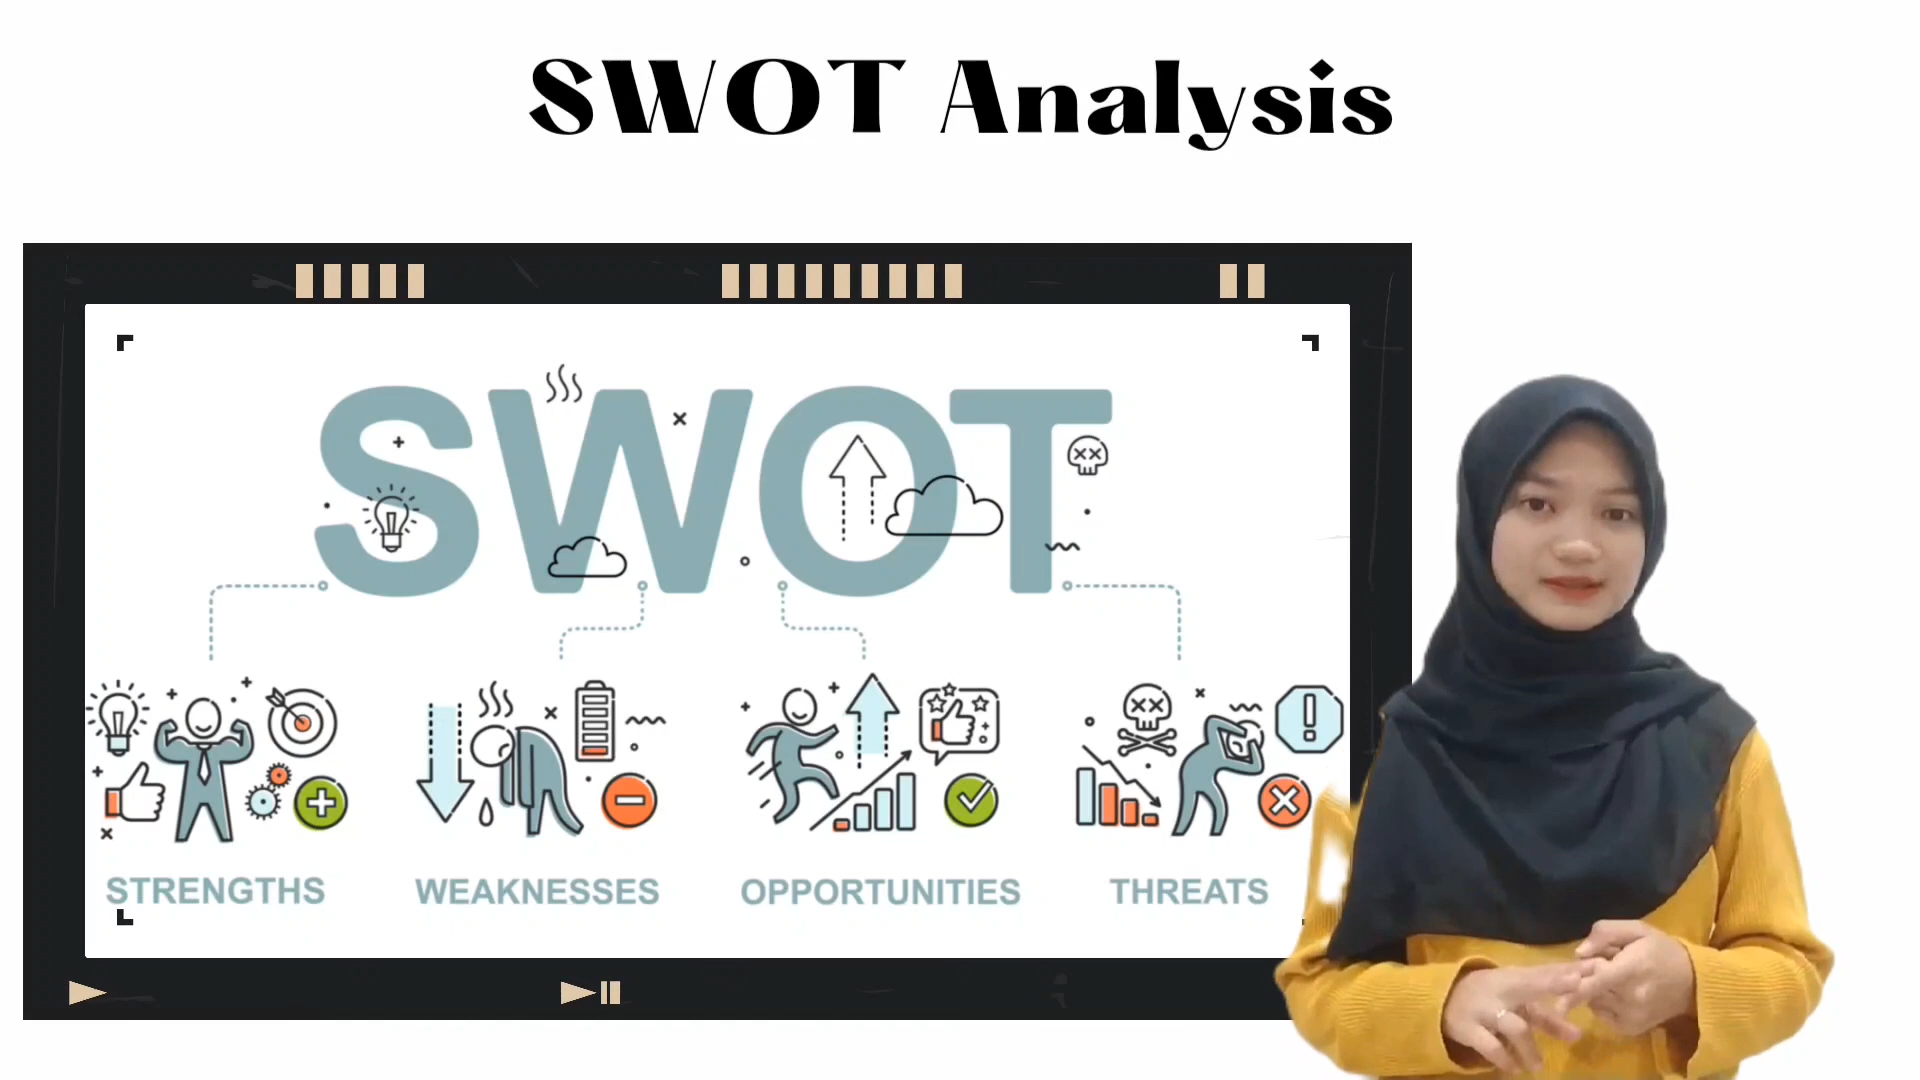 SWOT Analysis
SWOT
STRENGTHS
WEAKNESSES
OPPORTUNITIES
THREATS